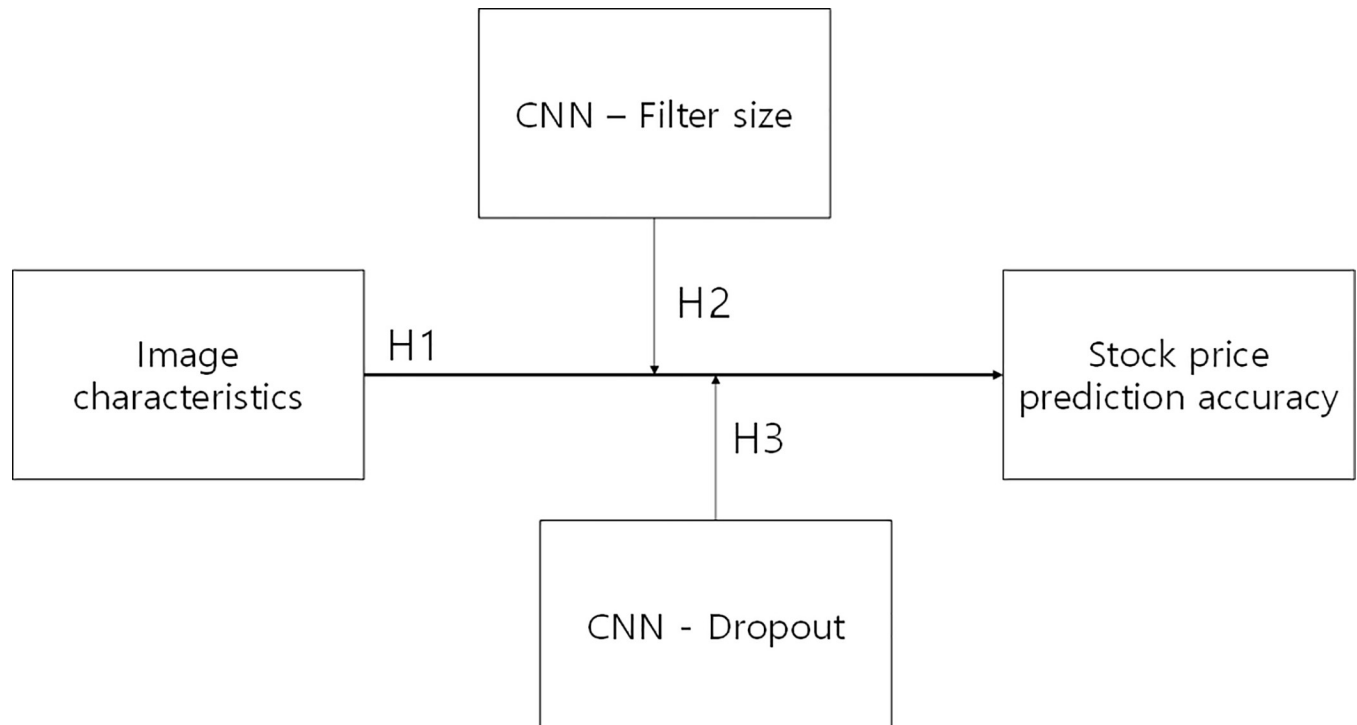 CNN – Filter size
H2
Image
characteristics
H1
Stock price
prediction accuracy
H3
CNN - Dropout